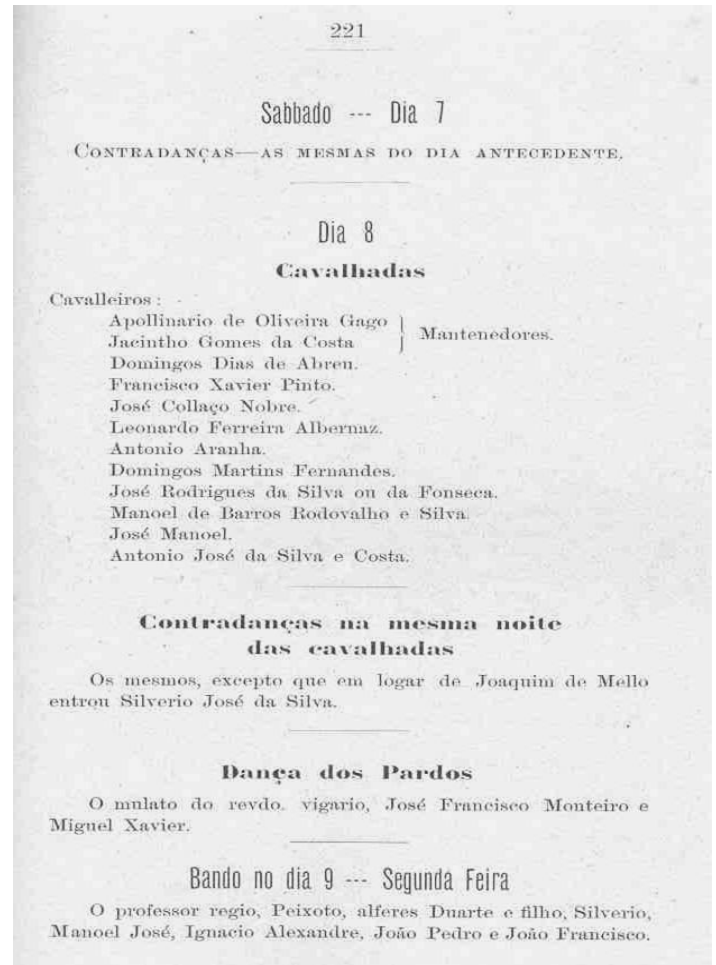 221
Sabbado --- Dia 7
CONTRADANÇAS—AS MESMAS DO DIA ANTECEDENTE.
Dia 8
Cavalhadas
Cavalleiros :
Apollinario de Oliveira Gago
Jacintho Gomes da Costa } Mantenedores.
Domingos Dias de Abreu.
Francisco Xavier Pinto.
José Collaço Nobre.
Leonardo Ferreira Albernaz.
Antonio Aranha.
Domingos Martins Fernandes.
José Rodrigues da Silva ou da Fonseca.
Manoel de Barros Rodovalho e Silva.
José Manoel.
Antonio José da Silva e Costa.
Contradanças na mesma noite
das cavalhadas
Os mesmos, excepto que em logar de Joaquim de Mello
entrou Silverio José da Silva.
Dança dos Pardos
O mulato do revdo. vigario, José Francisco Monteiro e
Miguel Xavier.
Bando no dia 9 --- Segunda Feira
O professor regio, Peixoto, alferes Duarte e filho, Silverio,
Manoel José, Ignacio Alexandre, João Pedro e João Francisco.